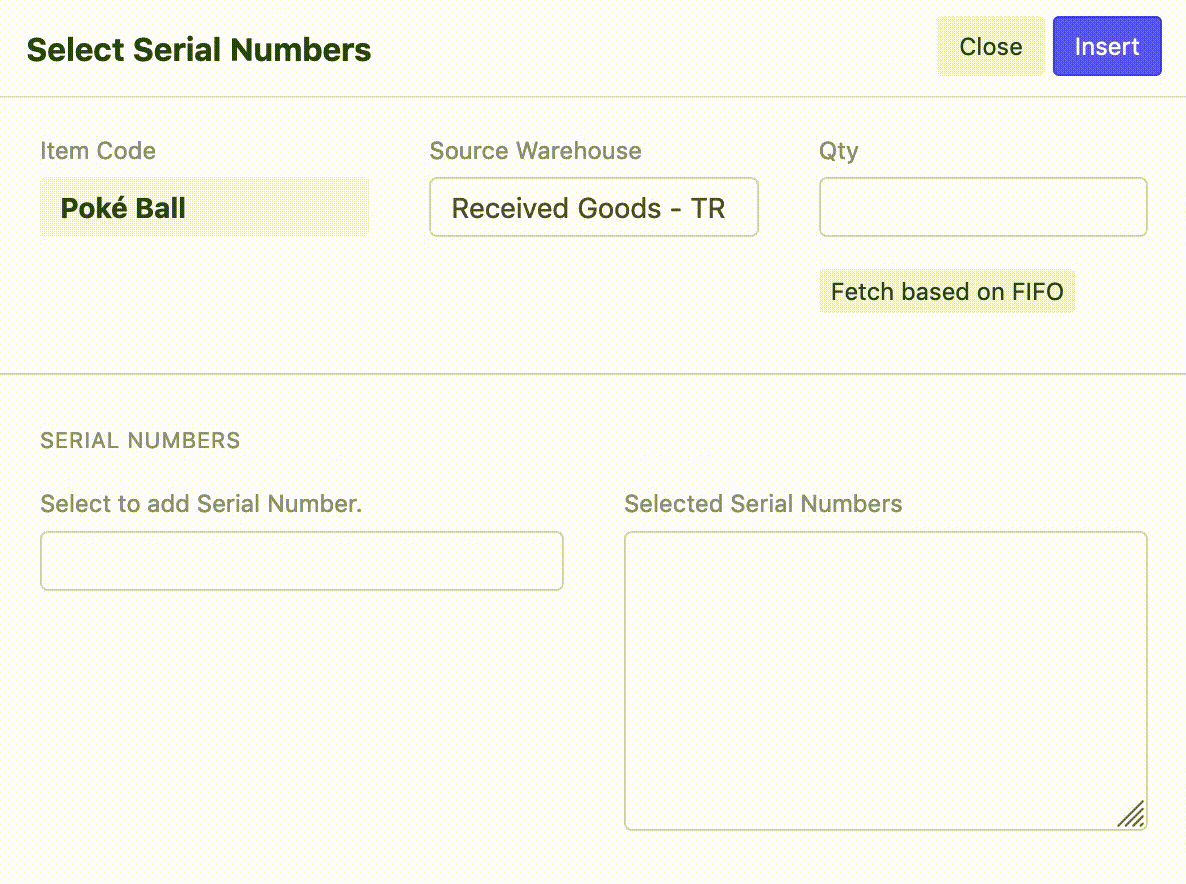 Select Serial Numbers
Close
Insert
Item Code
Source Warehouse
Qty
Poké Ball
Received Goods - TR
Fetch based on FIFO
SERIAL NUMBERS
Select to add Serial Number.
Selected Serial Numbers